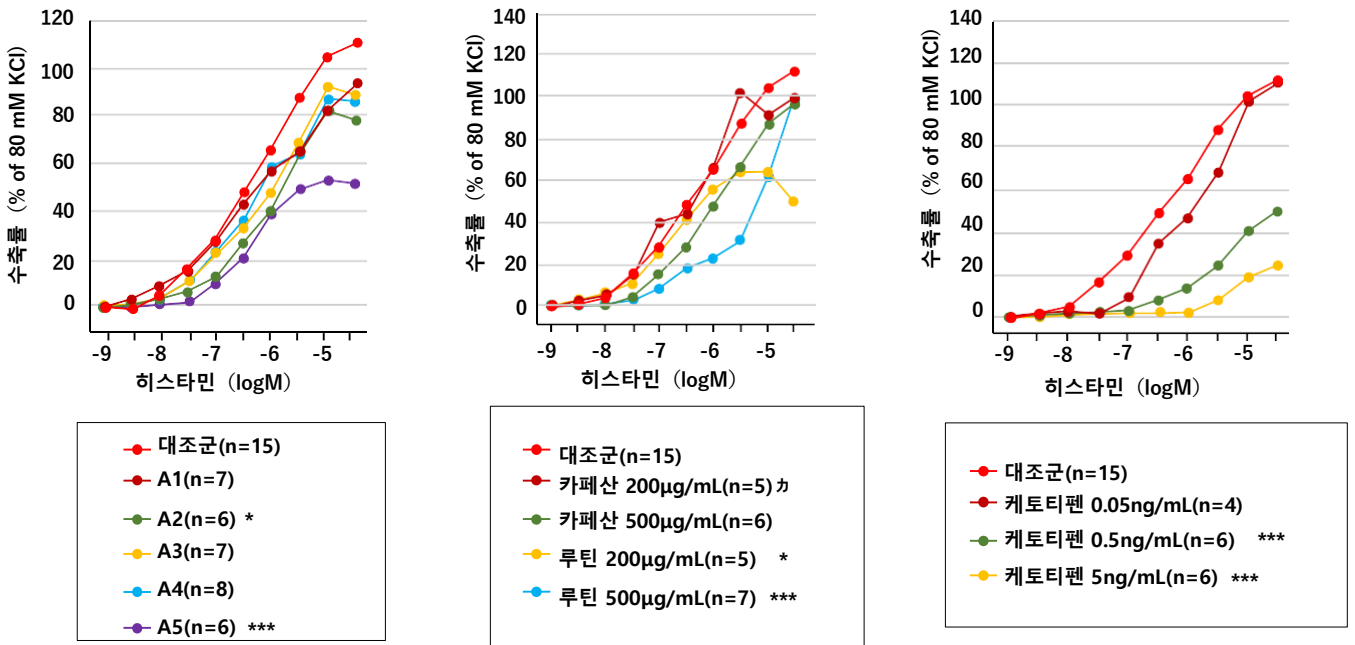 120
100
80
60
40
20
0
수축률 (% of 80 mM KCl)
-9 -8 -7 -6 -5
히스타민 (logM)
대조군(n=15)
A1(n=7)
A2(n=6) *
A3(n=7)
A4(n=8)
A5(n=6) ***
140
120
100
80
60
40
20
0
수축률 (% of 80 mM KCl)
-9 -8 -7 -6 -5
히스타민 (logM)
대조군(n=15)
카페산 200µg/mL(n=5)カ
카페산 500µg/mL(n=6)
루틴 200µg/mL(n=5) *
루틴 500µg/mL(n=7) ***
140
120
100
80
60
40
20
0
수축률 (% of 80 mM KCl)
-9 -8 -7 -6 -5
히스타민 (logM)
대조군(n=15)
케토티펜 0.05ng/mL(n=4)
케토티펜 0.5ng/mL(n=6) ***
케토티펜 5ng/mL(n=6) ***